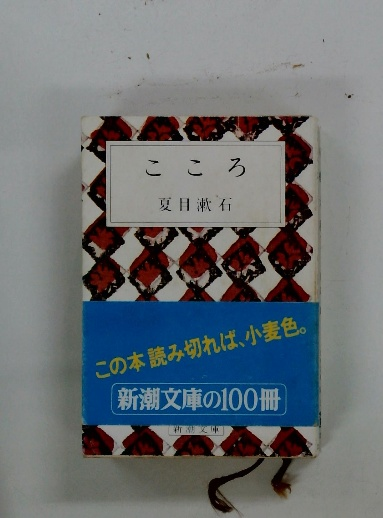 こころ
夏目漱石
この本読み切れば、小麦色。
新潮文庫の100冊
新潮文庫